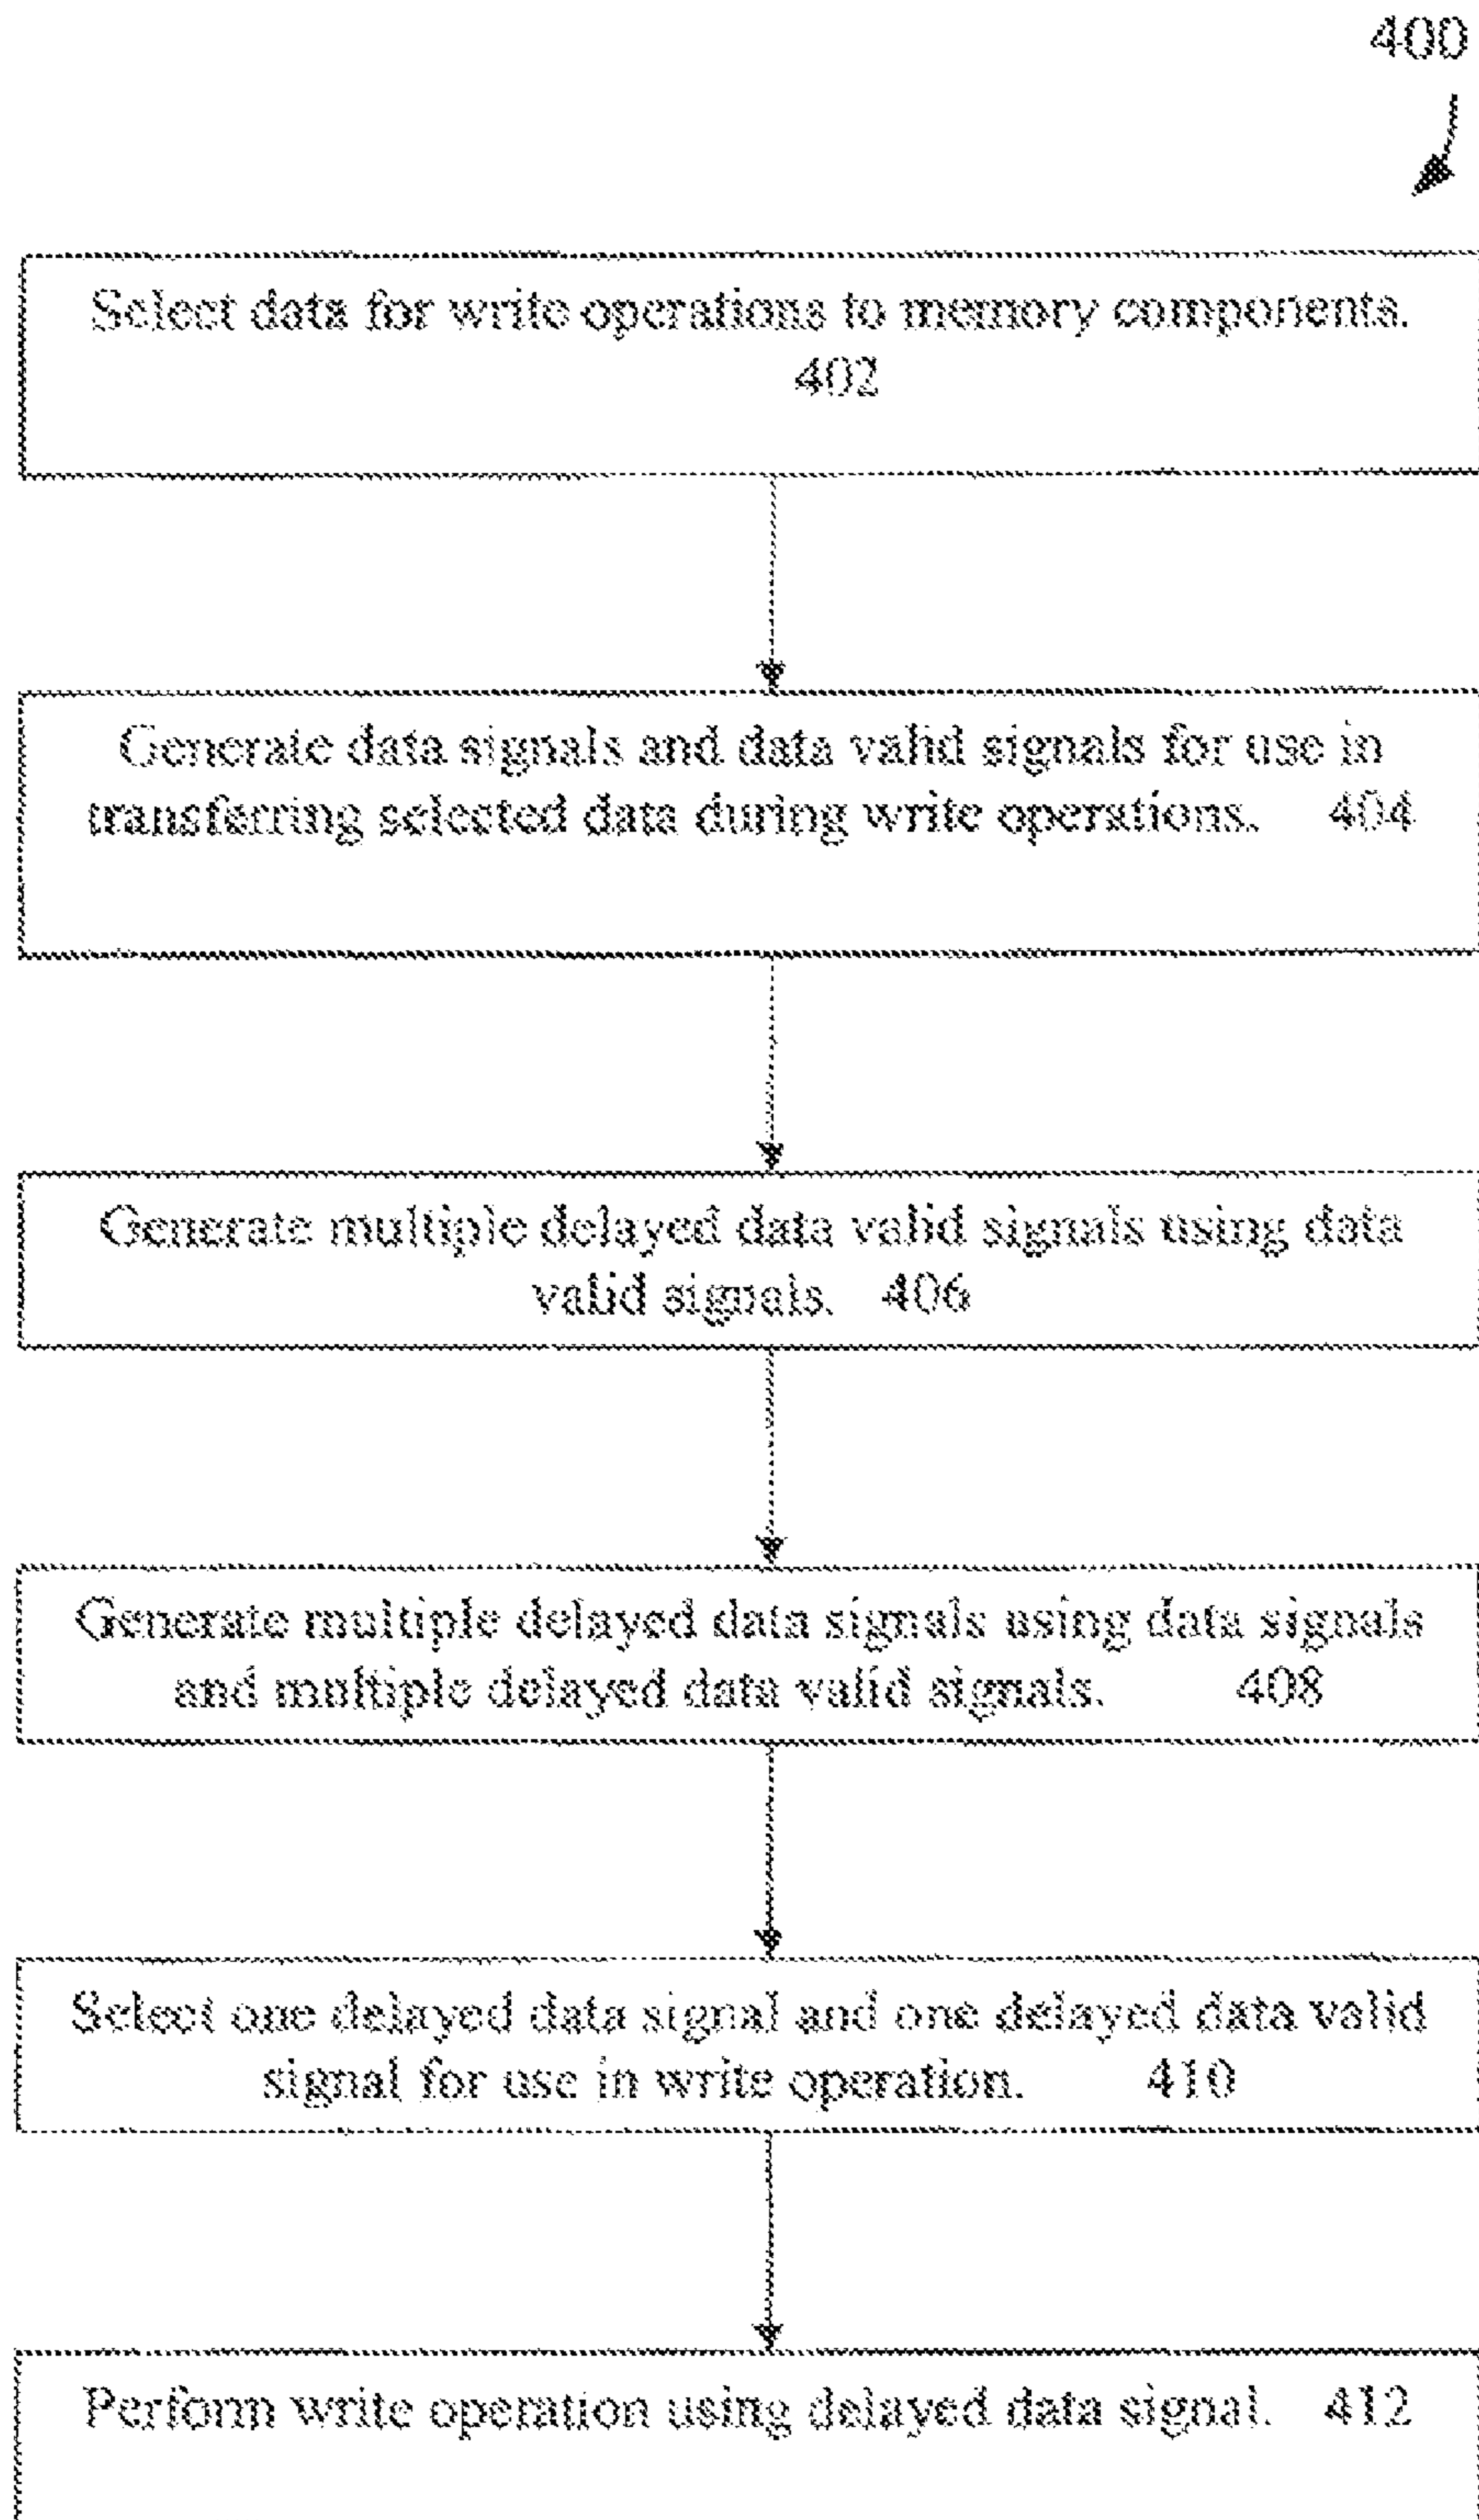 400
Select data for write operations to memory components.
402
Generate data signals and data valid signals for use in
transferring selected data during write operations. 404
Generate multiple delayed data valid signals using data
valid signals. 406
Generate multiple delayed data signals using data signals
and multiple delayed data valid signals. 408
Select one delayed data signal and one delayed data valid
signal for use in write operation. 410
Perform write operation using delayed data signal. 412